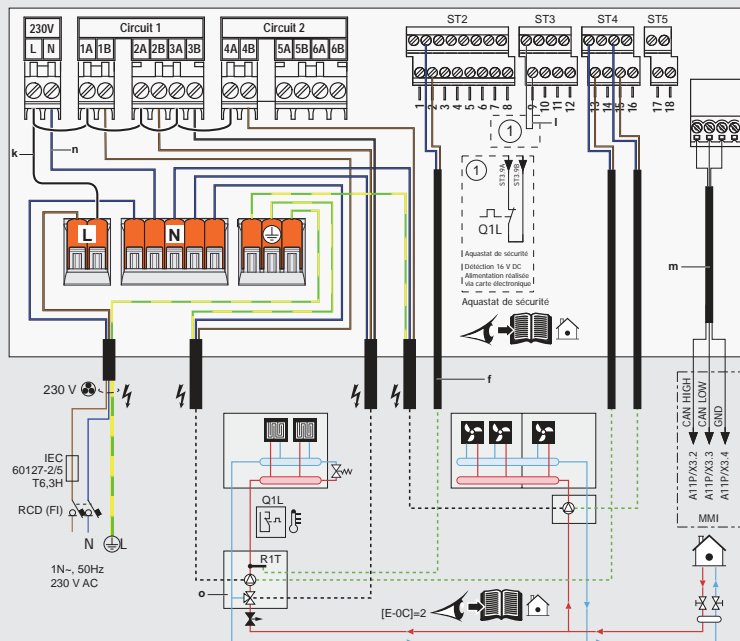 230V
Circuit 1
Circuit 2
ST2
ST3
ST4
ST5
L N
1A 1B
2A 2B 3A 3B
4A 4B
5A 5B 6A 6B
1
2
3
4
5
6
7
8
9
10
11
12
13
14
15
16
17
18
k
n
1
l
1
ST3.9A
ST3.9B
Q1L
Aquastat de sécurité
Détection 16 V DC
Alimentation réalisée
via carte électronique
Aquastat de sécurité
L
N
m
f
230 V
IEC
60127-2/5
T6,3H
RCD (FI)
N
L
1N~, 50Hz
230 V AC
Q1L
R1T
o
[E-0C]=2
CAN HIGH
CAN LOW
GND
A11P/X3.2
A11P/X3.3
A11P/X3.4
MMI